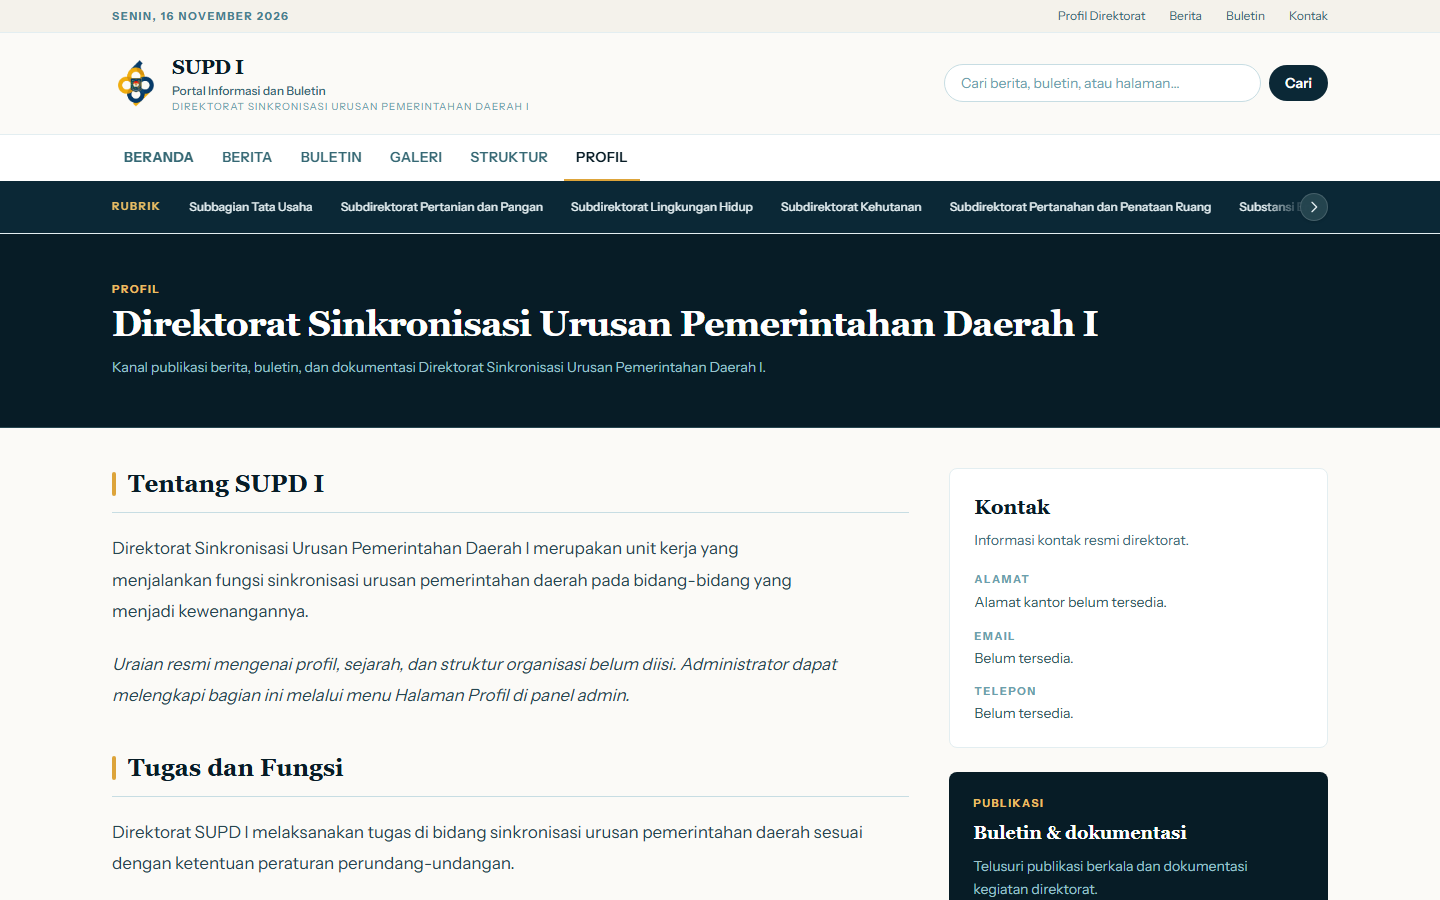 SENIN, 16 NOVEMBER 2026
Profil Direktorat
Berita
Buletin
Kontak
SUPD I
Portal Informasi dan Buletin
DIREKTORAT SINKRONISASI URUSAN PEMERINTAHAN DAERAH I
Cari berita, buletin, atau halaman...
Cari
BERANDA
BERITA
BULETIN
GALERI
STRUKTUR
PROFIL
RUBRIK
Subbagian Tata Usaha
Subdirektorat Pertanian dan Pangan
Subdirektorat Lingkungan Hidup
Subdirektorat Kehutanan
Subdirektorat Pertanahan dan Penataan Ruang
Substansi
PROFIL
Direktorat Sinkronisasi Urusan Pemerintahan Daerah I
Kanal publikasi berita, buletin, dan dokumentasi Direktorat Sinkronisasi Urusan Pemerintahan Daerah I.
Tentang SUPD I
Direktorat Sinkronisasi Urusan Pemerintahan Daerah I merupakan unit kerja yang
menjalankan fungsi sinkronisasi urusan pemerintahan daerah pada bidang-bidang yang
menjadi kewenangannya.
Uraian resmi mengenai profil, sejarah, dan struktur organisasi belum diisi. Administrator dapat
melengkapi bagian ini melalui menu Halaman Profil di panel admin.
Tugas dan Fungsi
Direktorat SUPD I melaksanakan tugas di bidang sinkronisasi urusan pemerintahan daerah sesuai
dengan ketentuan peraturan perundang-undangan.
Kontak
Informasi kontak resmi direktorat.
ALAMAT
Alamat kantor belum tersedia.
EMAIL
Belum tersedia.
TELEPON
Belum tersedia.
PUBLIKASI
Buletin & dokumentasi
Telusuri publikasi berkala dan dokumentasi
kegiatan direktorat.